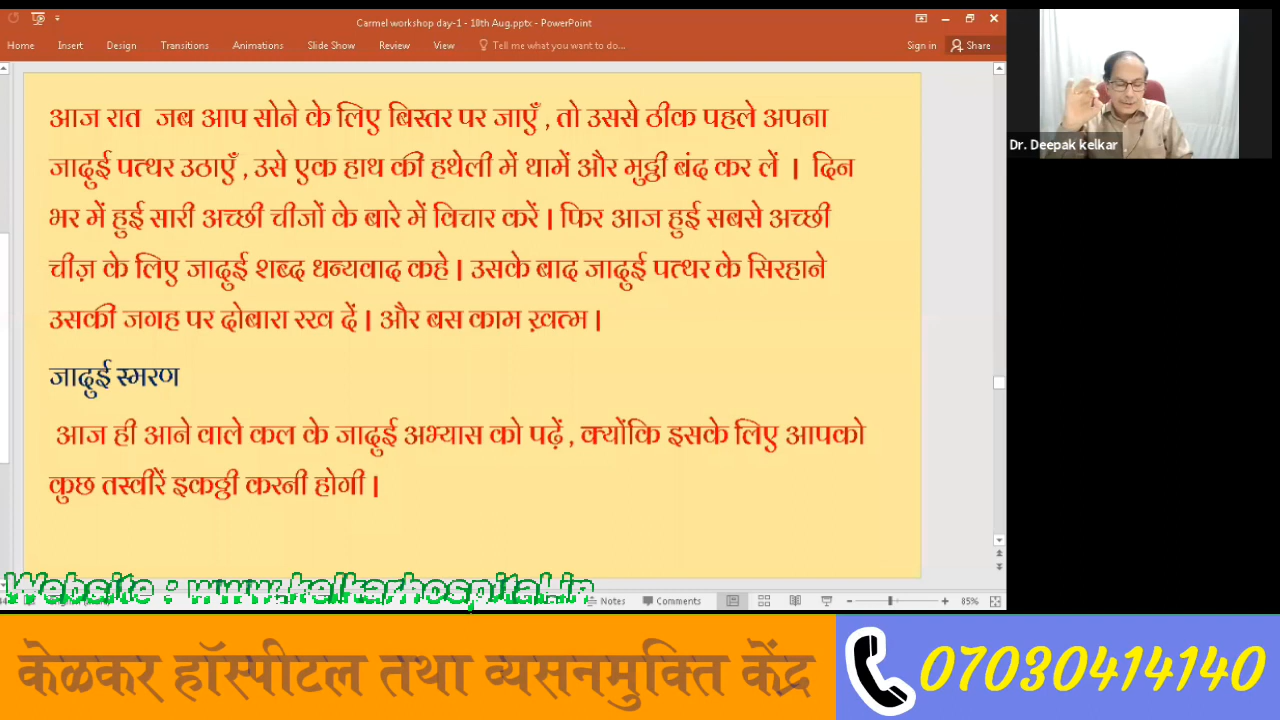 Carmel workshop day-1 - 10th Aug.pptx - PowerPoint
Home Insert Design Transitions Animations Slide Show Review View Tell me what you want to do... Sign in Share
आज रात जब आप सोने के लिए बिस्तर पर जाएँ , तो उससे ठीक पहले अपना
जादुई पत्थर उठाएँ , उसे एक हाथ की हथेली में थामें और मुट्ठी बंद कर लें । दिन
भर में हुई सारी अच्छी चीजों के बारे में विचार करें । फिर आज हुई सबसे अच्छी
चीज़ के लिए जादुई शब्द धन्यवाद कहे । उसके बाद जादुई पत्थर के सिरहाने
उसकी जगह पर दोबारा रख दें । और बस काम ख़त्म ।
जादुई स्मरण
आज ही आने वाले कल के जादुई अभ्यास को पढ़ें , क्योंकि इसके लिए आपको
कुछ तस्वीरें इकठ्ठी करनी होगी ।
Dr. Deepak kelkar
Website : www.kelkarhospital.in
Notes Comments 85%
केळकर हॉस्पीटल तथा व्यसनमुक्ति केंद्र
07030414140